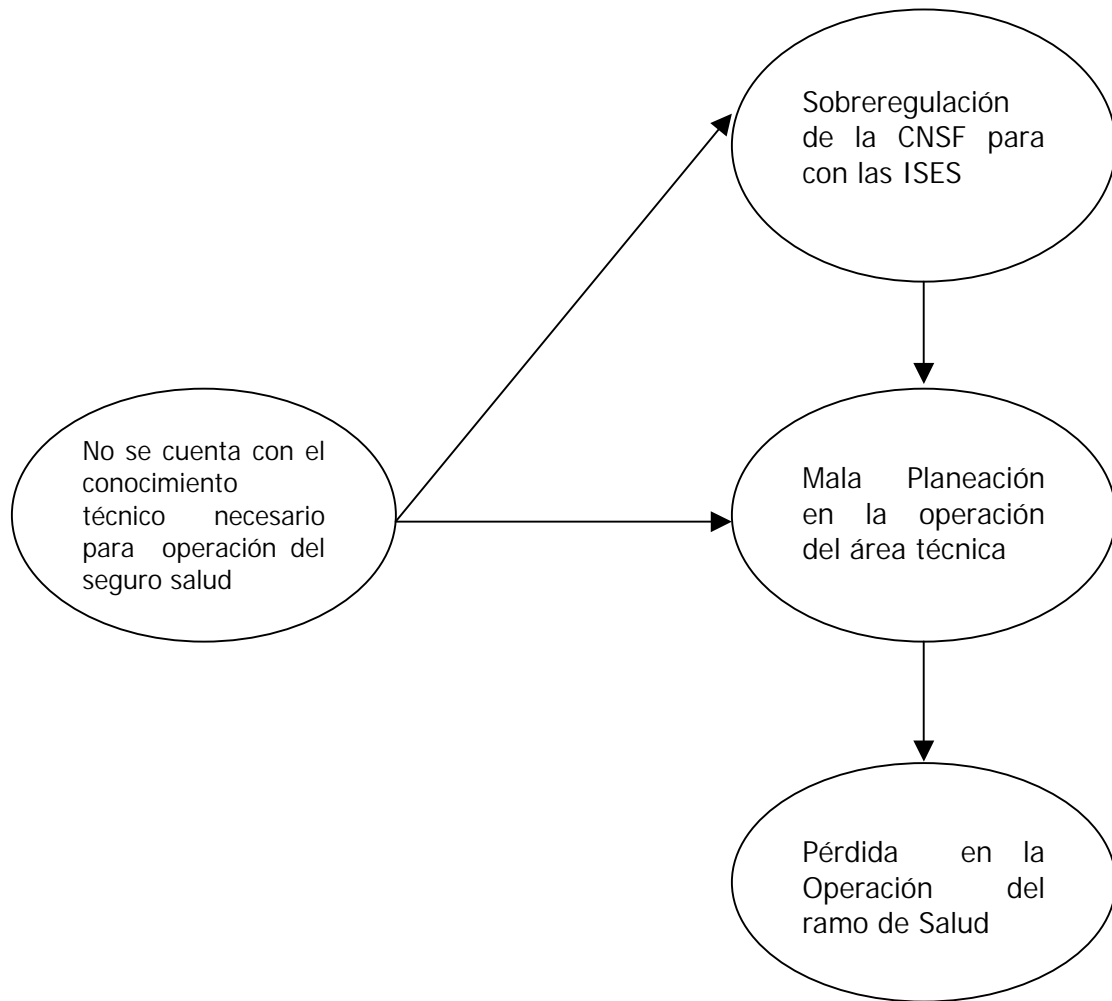 Sobreregulación
de la CNSF para
con las ISES
No se cuenta con el
conocimiento
técnico necesario
para operación del
seguro salud
Mala Planeación
en la operación
del área técnica
Pérdida en la
Operación del
ramo de Salud